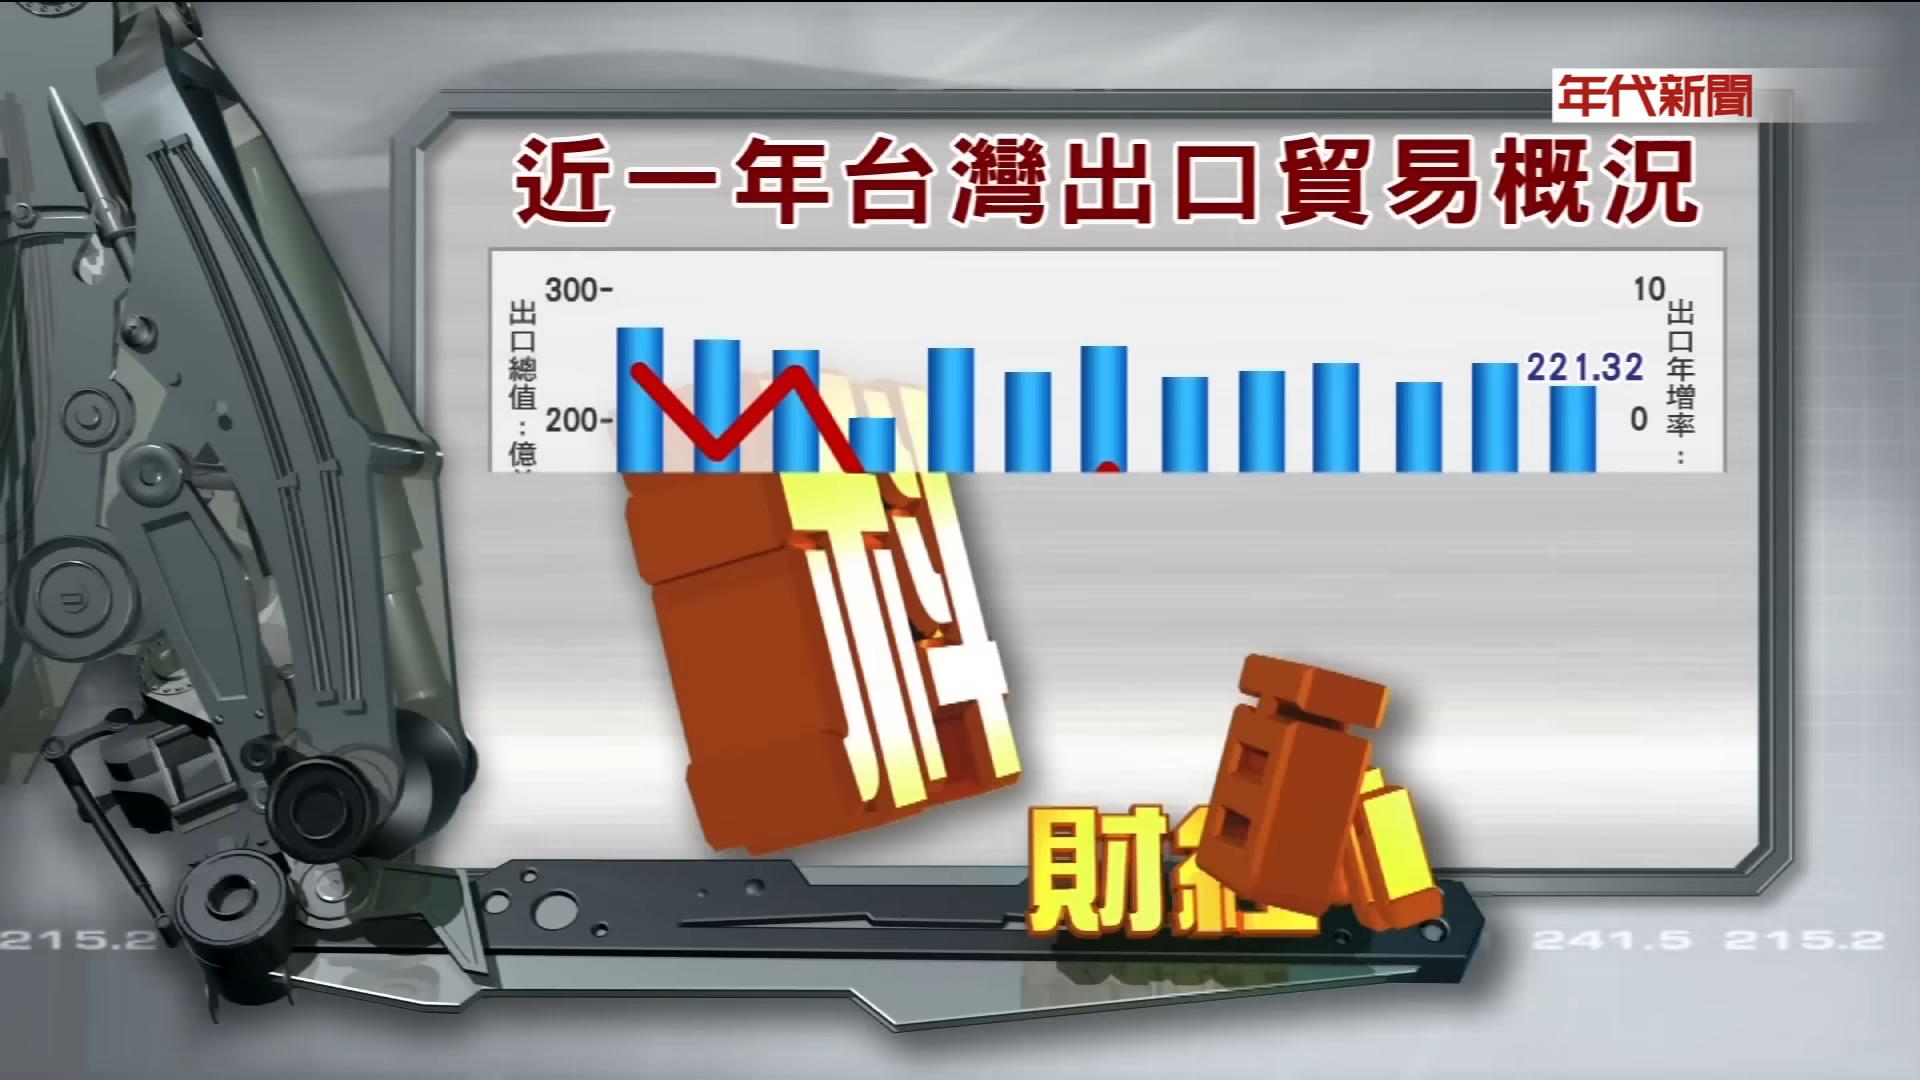 年代新聞
近一年台灣出口貿易概況
300-
10
出口總值:億
出口年增率:
221.32
200-
0
財經
215.2
241.5 215.2